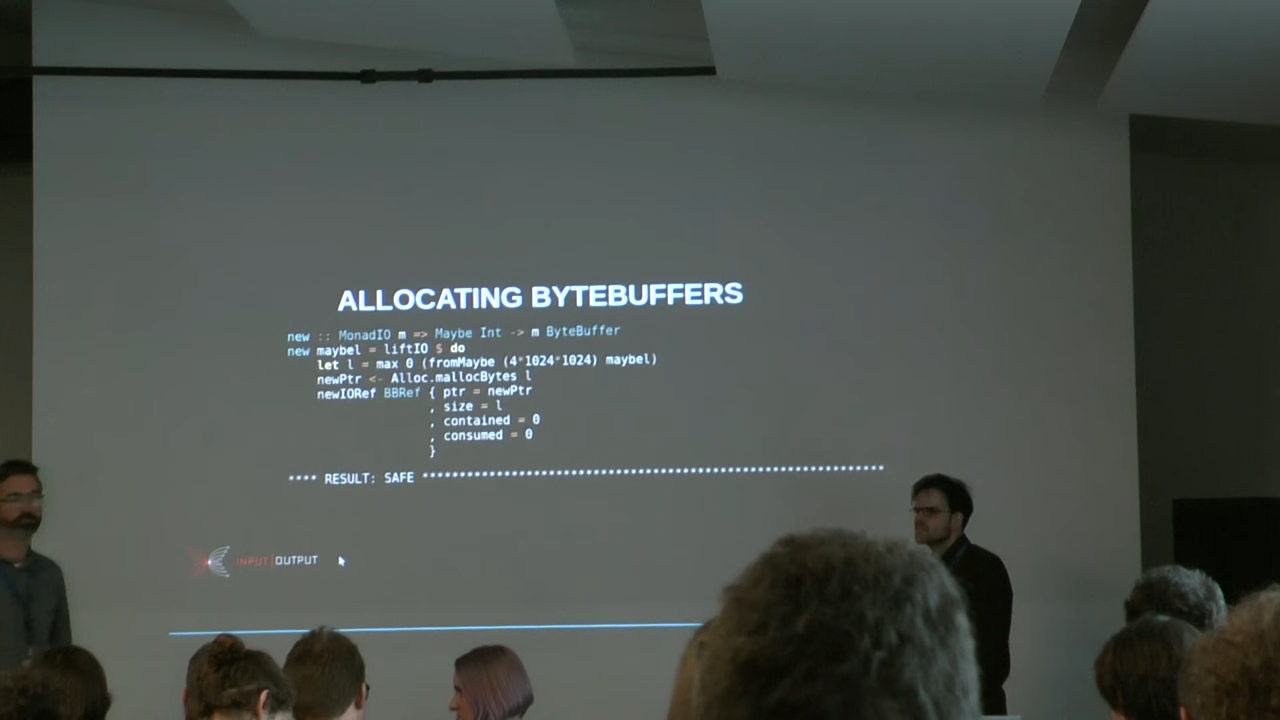 ALLOCATING BYTEBUFFERS
new :: MonadIO m => Maybe Int -> m ByteBuffer
new maybel = liftIO $ do
let l = max 0 (fromMaybe (4*1024*1024) maybel)
newPtr <- Alloc.mallocBytes l
newIORef BBRef { ptr = newPtr
, size = l
, contained = 0
, consumed = 0
}
**** RESULT: SAFE **************************************************************
INPUT|OUTPUT